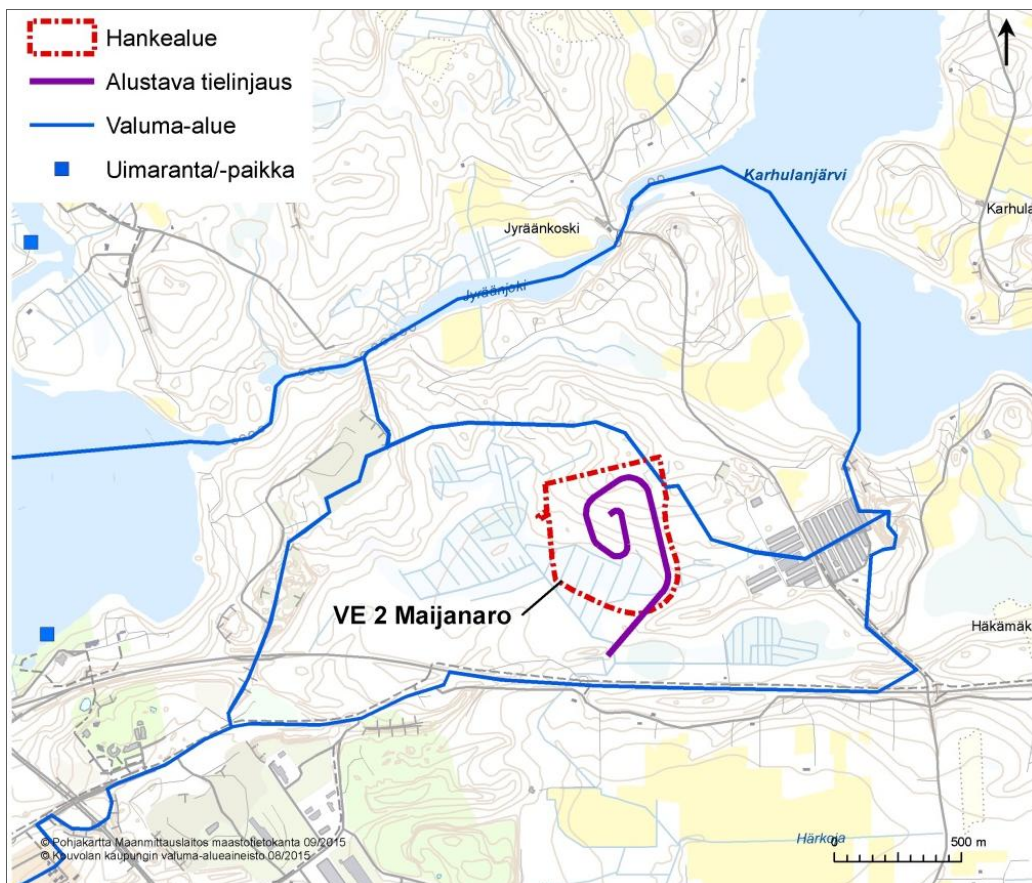 Hankealue
Alustava tielinjaus
Valuma-alue
Uimaranta/-paikka
Karhulanjärvi
Karhula
Jyräänkoski
Jyräänjoki
VE 2 Maijanaro
Häkämäk
Härkoja
0 500 m
© Pohjakartta Maanmittauslaitos maastotietokanta 09/2015
© Kouvolan kaupungin valuma-alueaineisto 08/2015